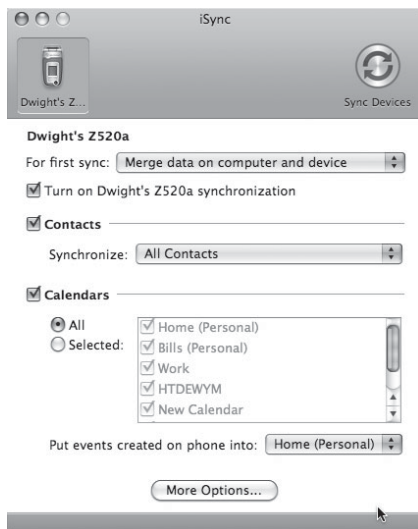 iSync
Dwight's Z...
Sync Devices
Dwight's Z520a
For first sync: Merge data on computer and device
Turn on Dwight's Z520a synchronization
Contacts
Synchronize: All Contacts
Calendars
All
Selected:
Home (Personal)
Bills (Personal)
Work
HTDEWYM
New Calendar
Put events created on phone into: Home (Personal)
More Options...